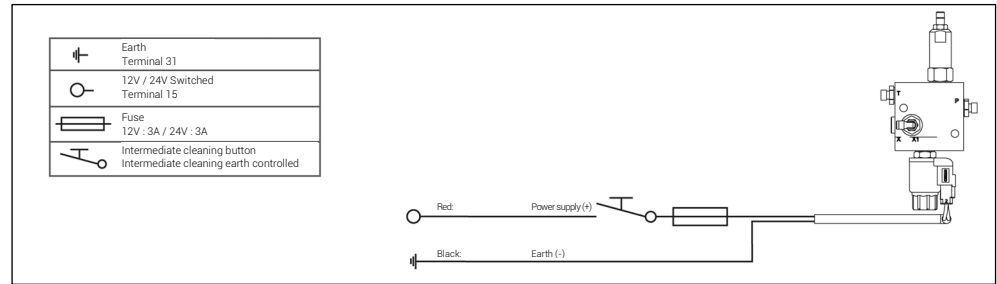 Earth
Terminal 31
12V / 24V Switched
Terminal 15
Fuse
12V : 3A / 24V : 3A
Intermediate cleaning button
Intermediate cleaning earth controlled
T
P
X X1
Red: Power supply (+)
Black: Earth (-)